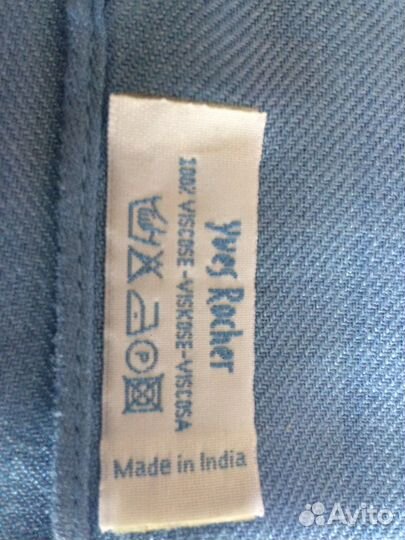 Yves Rocher
100% VISCOSE-VISKOSE-VISCOSA
P
Made in India
Avito